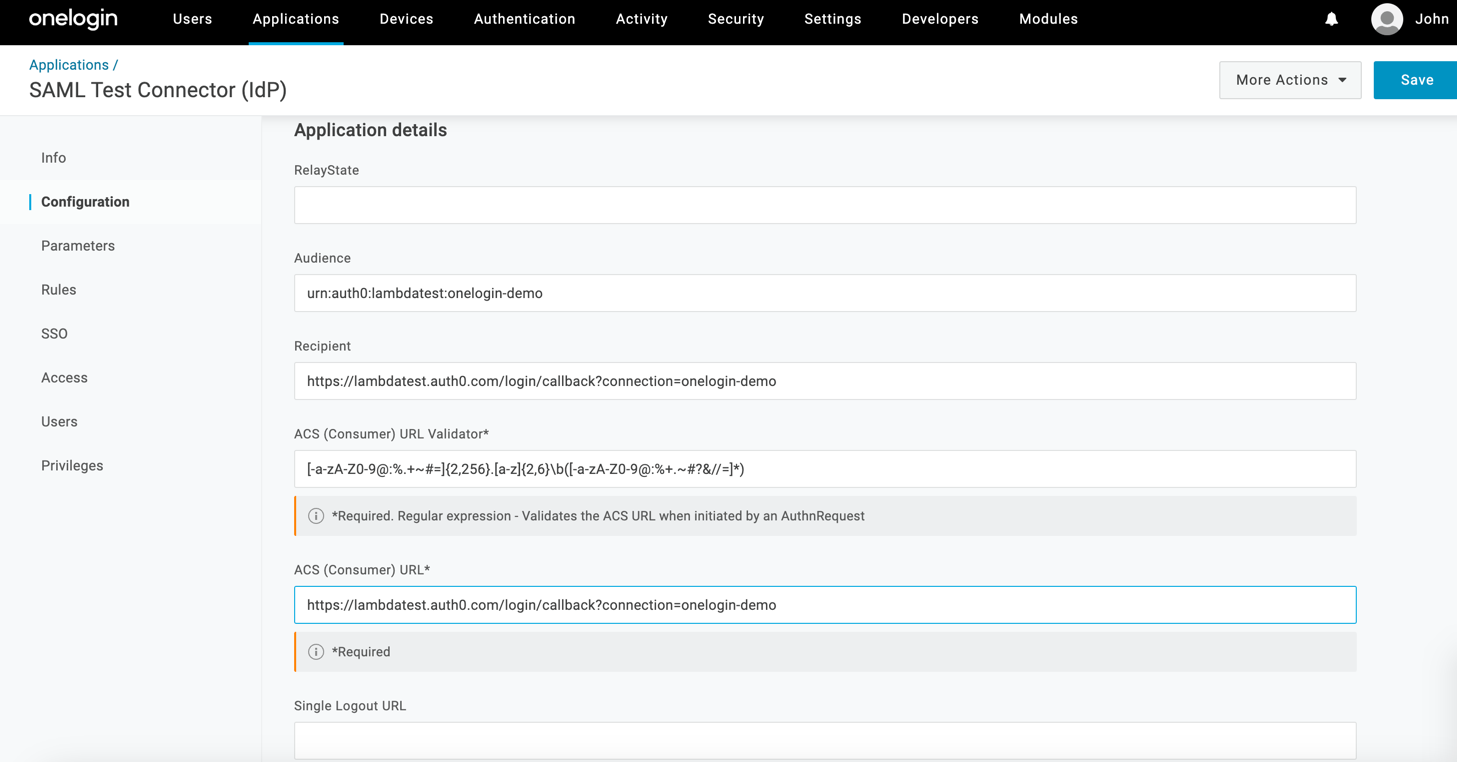 onelogin Users Applications Devices Authentication Activity Security Settings Developers Modules John
Applications /
SAML Test Connector (IdP)
More Actions
Save
Info
Configuration
Parameters
Rules
SSO
Access
Users
Privileges
Application details
RelayState
Audience
urn:auth0:lambdatest:onelogin-demo
Recipient
https://lambdatest.auth0.com/login/callback?connection=onelogin-demo
ACS (Consumer) URL Validator*
[-a-zA-Z0-9@:%.+~#=]{2,256}.[a-z]{2,6}\b([-a-zA-Z0-9@:%+.~#?&//=]*)
*Required. Regular expression - Validates the ACS URL when initiated by an AuthnRequest
ACS (Consumer) URL*
https://lambdatest.auth0.com/login/callback?connection=onelogin-demo
*Required
Single Logout URL